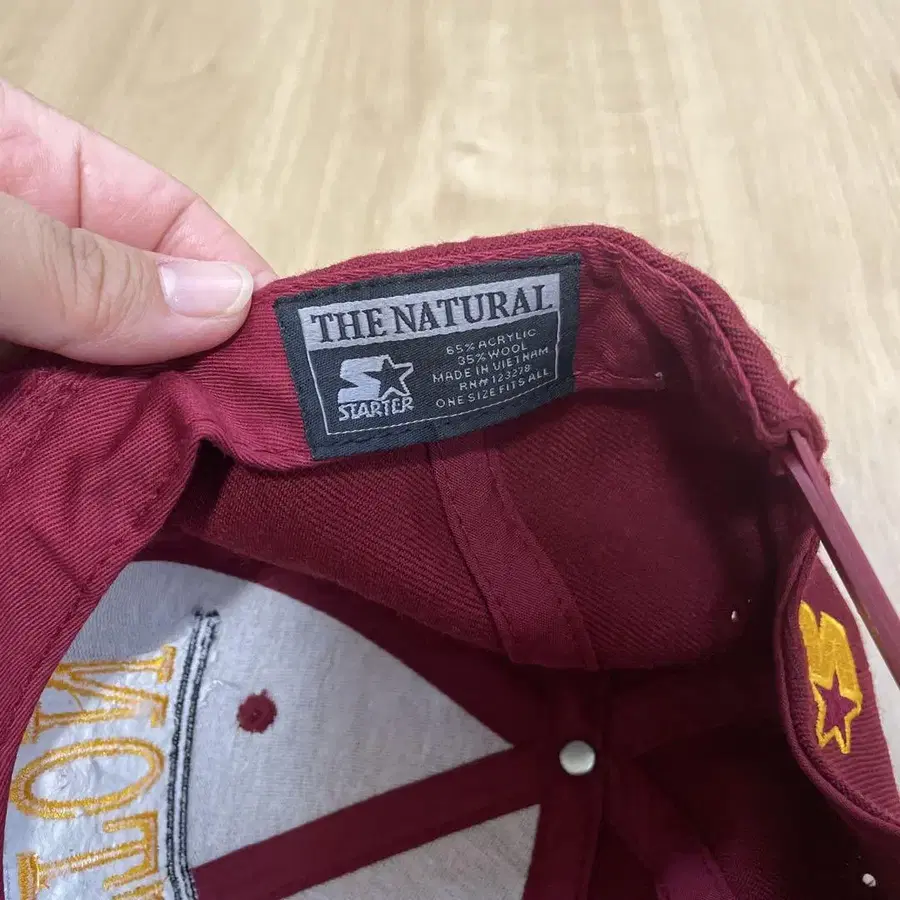 THE NATURAL
65% ACRYLIC
35% WOOL
MADE IN VIETNAM
RN# 123278
ONE SIZE FITS ALL
STARTER